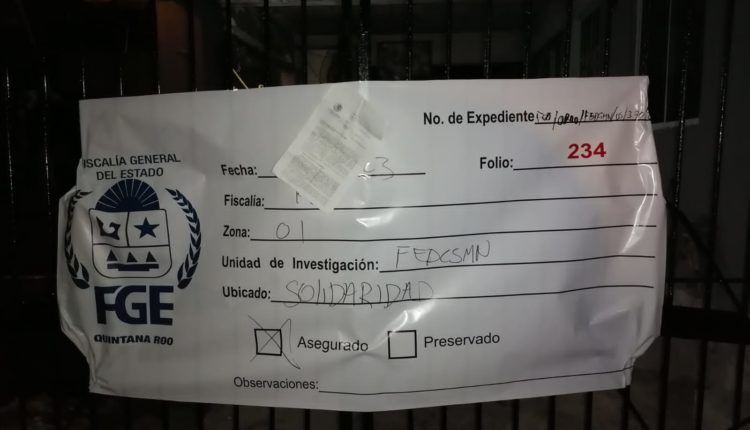 No. de Expediente
FISCALÍA GENERAL
DEL ESTADO
Fecha:
Folio: 234
Fiscalía:
Zona: 01
Unidad de Investigación: FEDCSMN
Ubicado: SOLIDARIDAD
FGE
QUINTANA ROO
Asegurado Preservado
Observaciones: